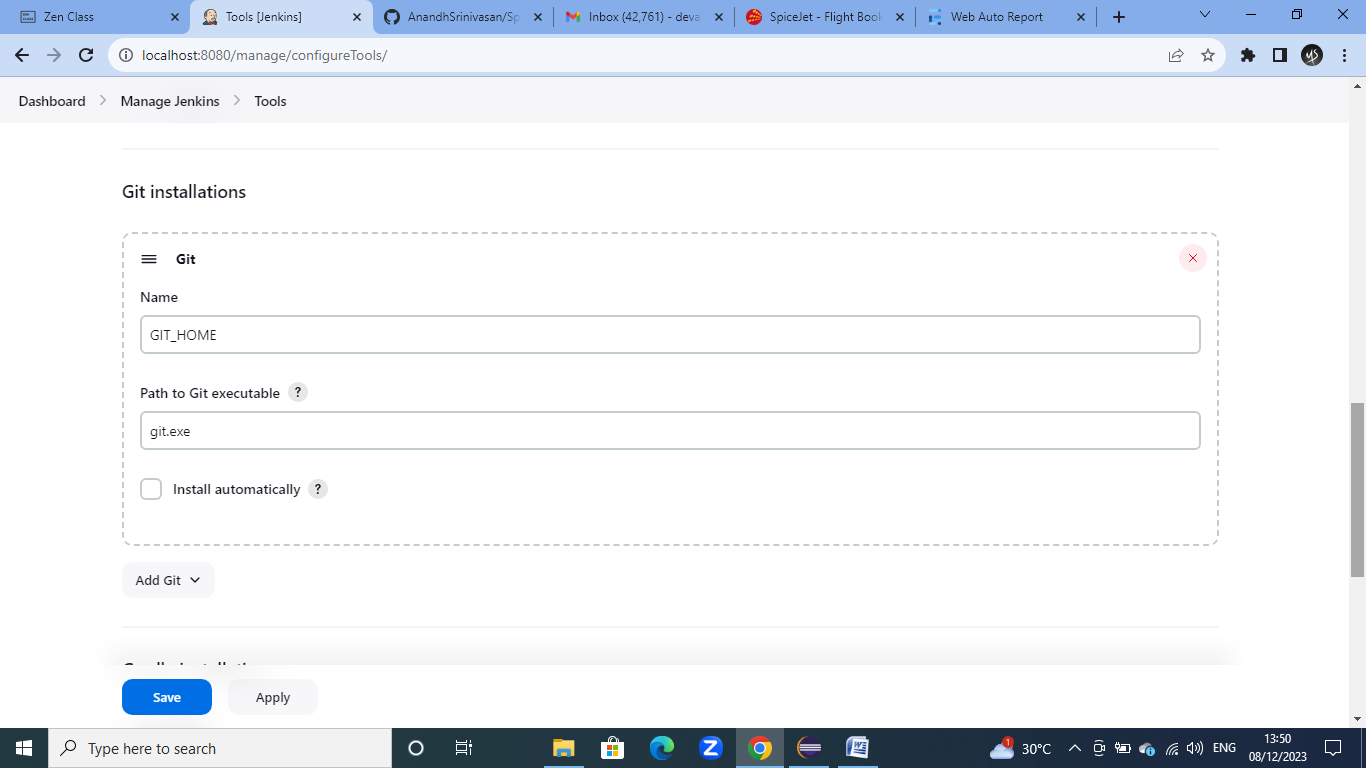 Zen Class
Tools [Jenkins]
AnandhSrinivasan/Sp
Inbox (42,761) - deva
SpiceJet - Flight Book
Web Auto Report
localhost:8080/manage/configureTools/
Dashboard
Manage Jenkins
Tools
Git installations
Git
Name
GIT_HOME
Path to Git executable ?
git.exe
Install automatically ?
Add Git
Save
Apply
Type here to search
1
30°C
ENG
13:50
08/12/2023